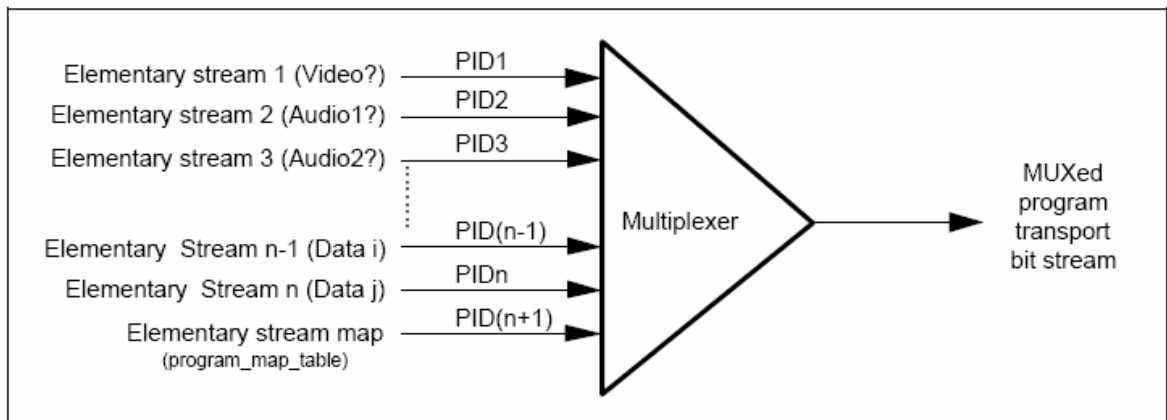 Elementary stream 1 (Video?) PID1
Elementary stream 2 (Audio1?) PID2
Elementary stream 3 (Audio2?) PID3
Elementary Stream n-1 (Data i) PID(n-1)
Elementary Stream n (Data j) PIDn
Elementary stream map PID(n+1)
(program_map_table)
Multiplexer
MUXed
program
transport
bit stream